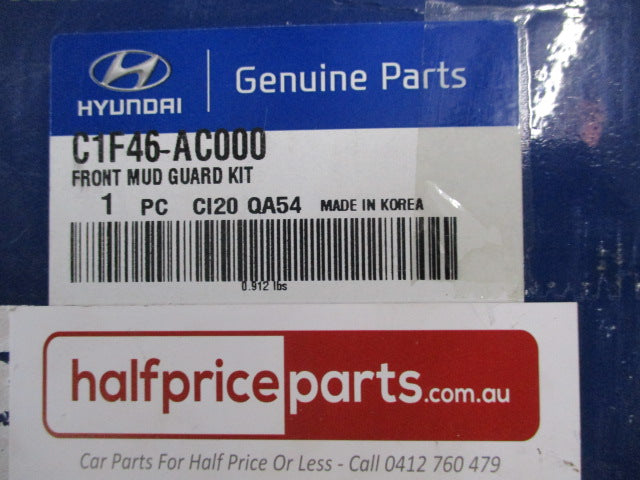 HYUNDAI
Genuine Parts
C1F46-AC000
FRONT MUD GUARD KIT
1 PC CI20 QA54 MADE IN KOREA
0.912 lbs
halfpriceparts.com.au
Car Parts For Half Price Or Less - Call 0412 760 479